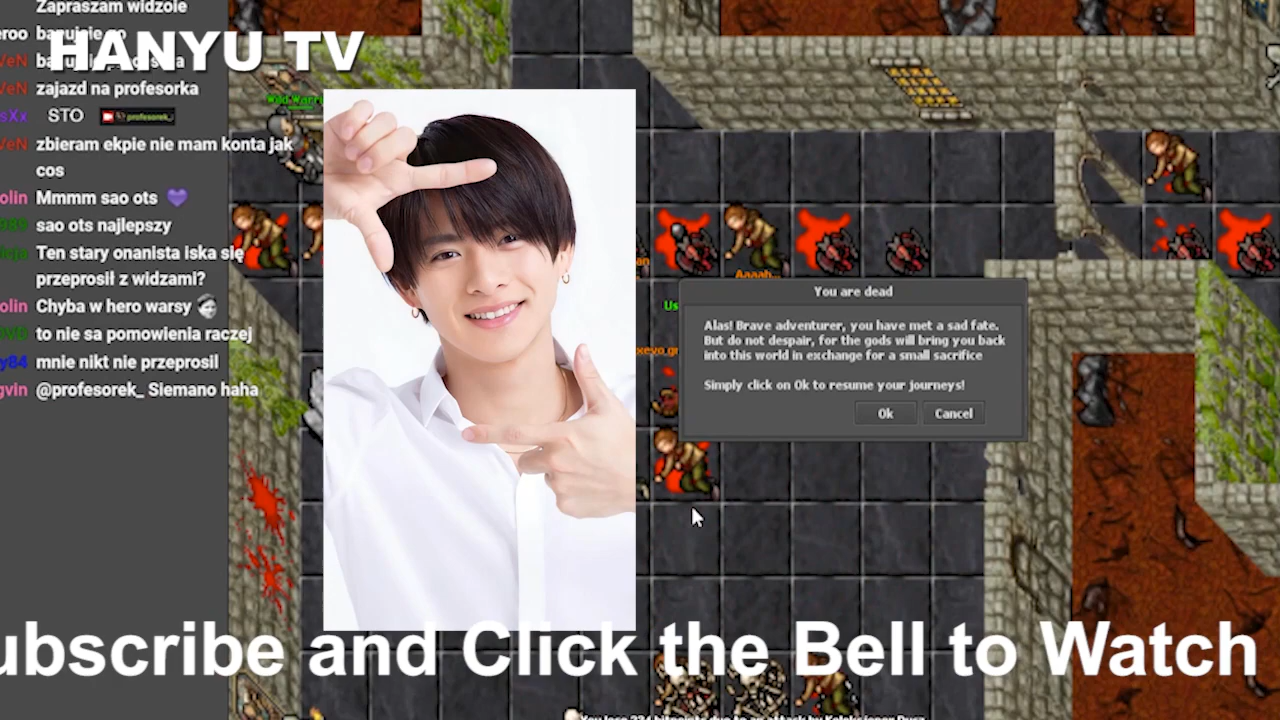 Zapraszam widzoie
HANYU TV
zajazd na profesorka
STO profesorek_
zbieram ekpie nie mam konta jak
cos
Mmmm sao ots 💜
sao ots najlepszy
Ten stary onanista iska się
przeprosił z widzami?
Chyba w hero warsy
to nie sa pomowienia raczej
mnie nikt nie przeprosil
@profesorek_ Siemano haha
Aaaah...
You are dead
Alas! Brave adventurer, you have met a sad fate.
But do not despair, for the gods will bring you back
into this world in exchange for a small sacrifice
Simply click on Ok to resume your journeys!
Ok Cancel
ubscribe and Click the Bell to Watch